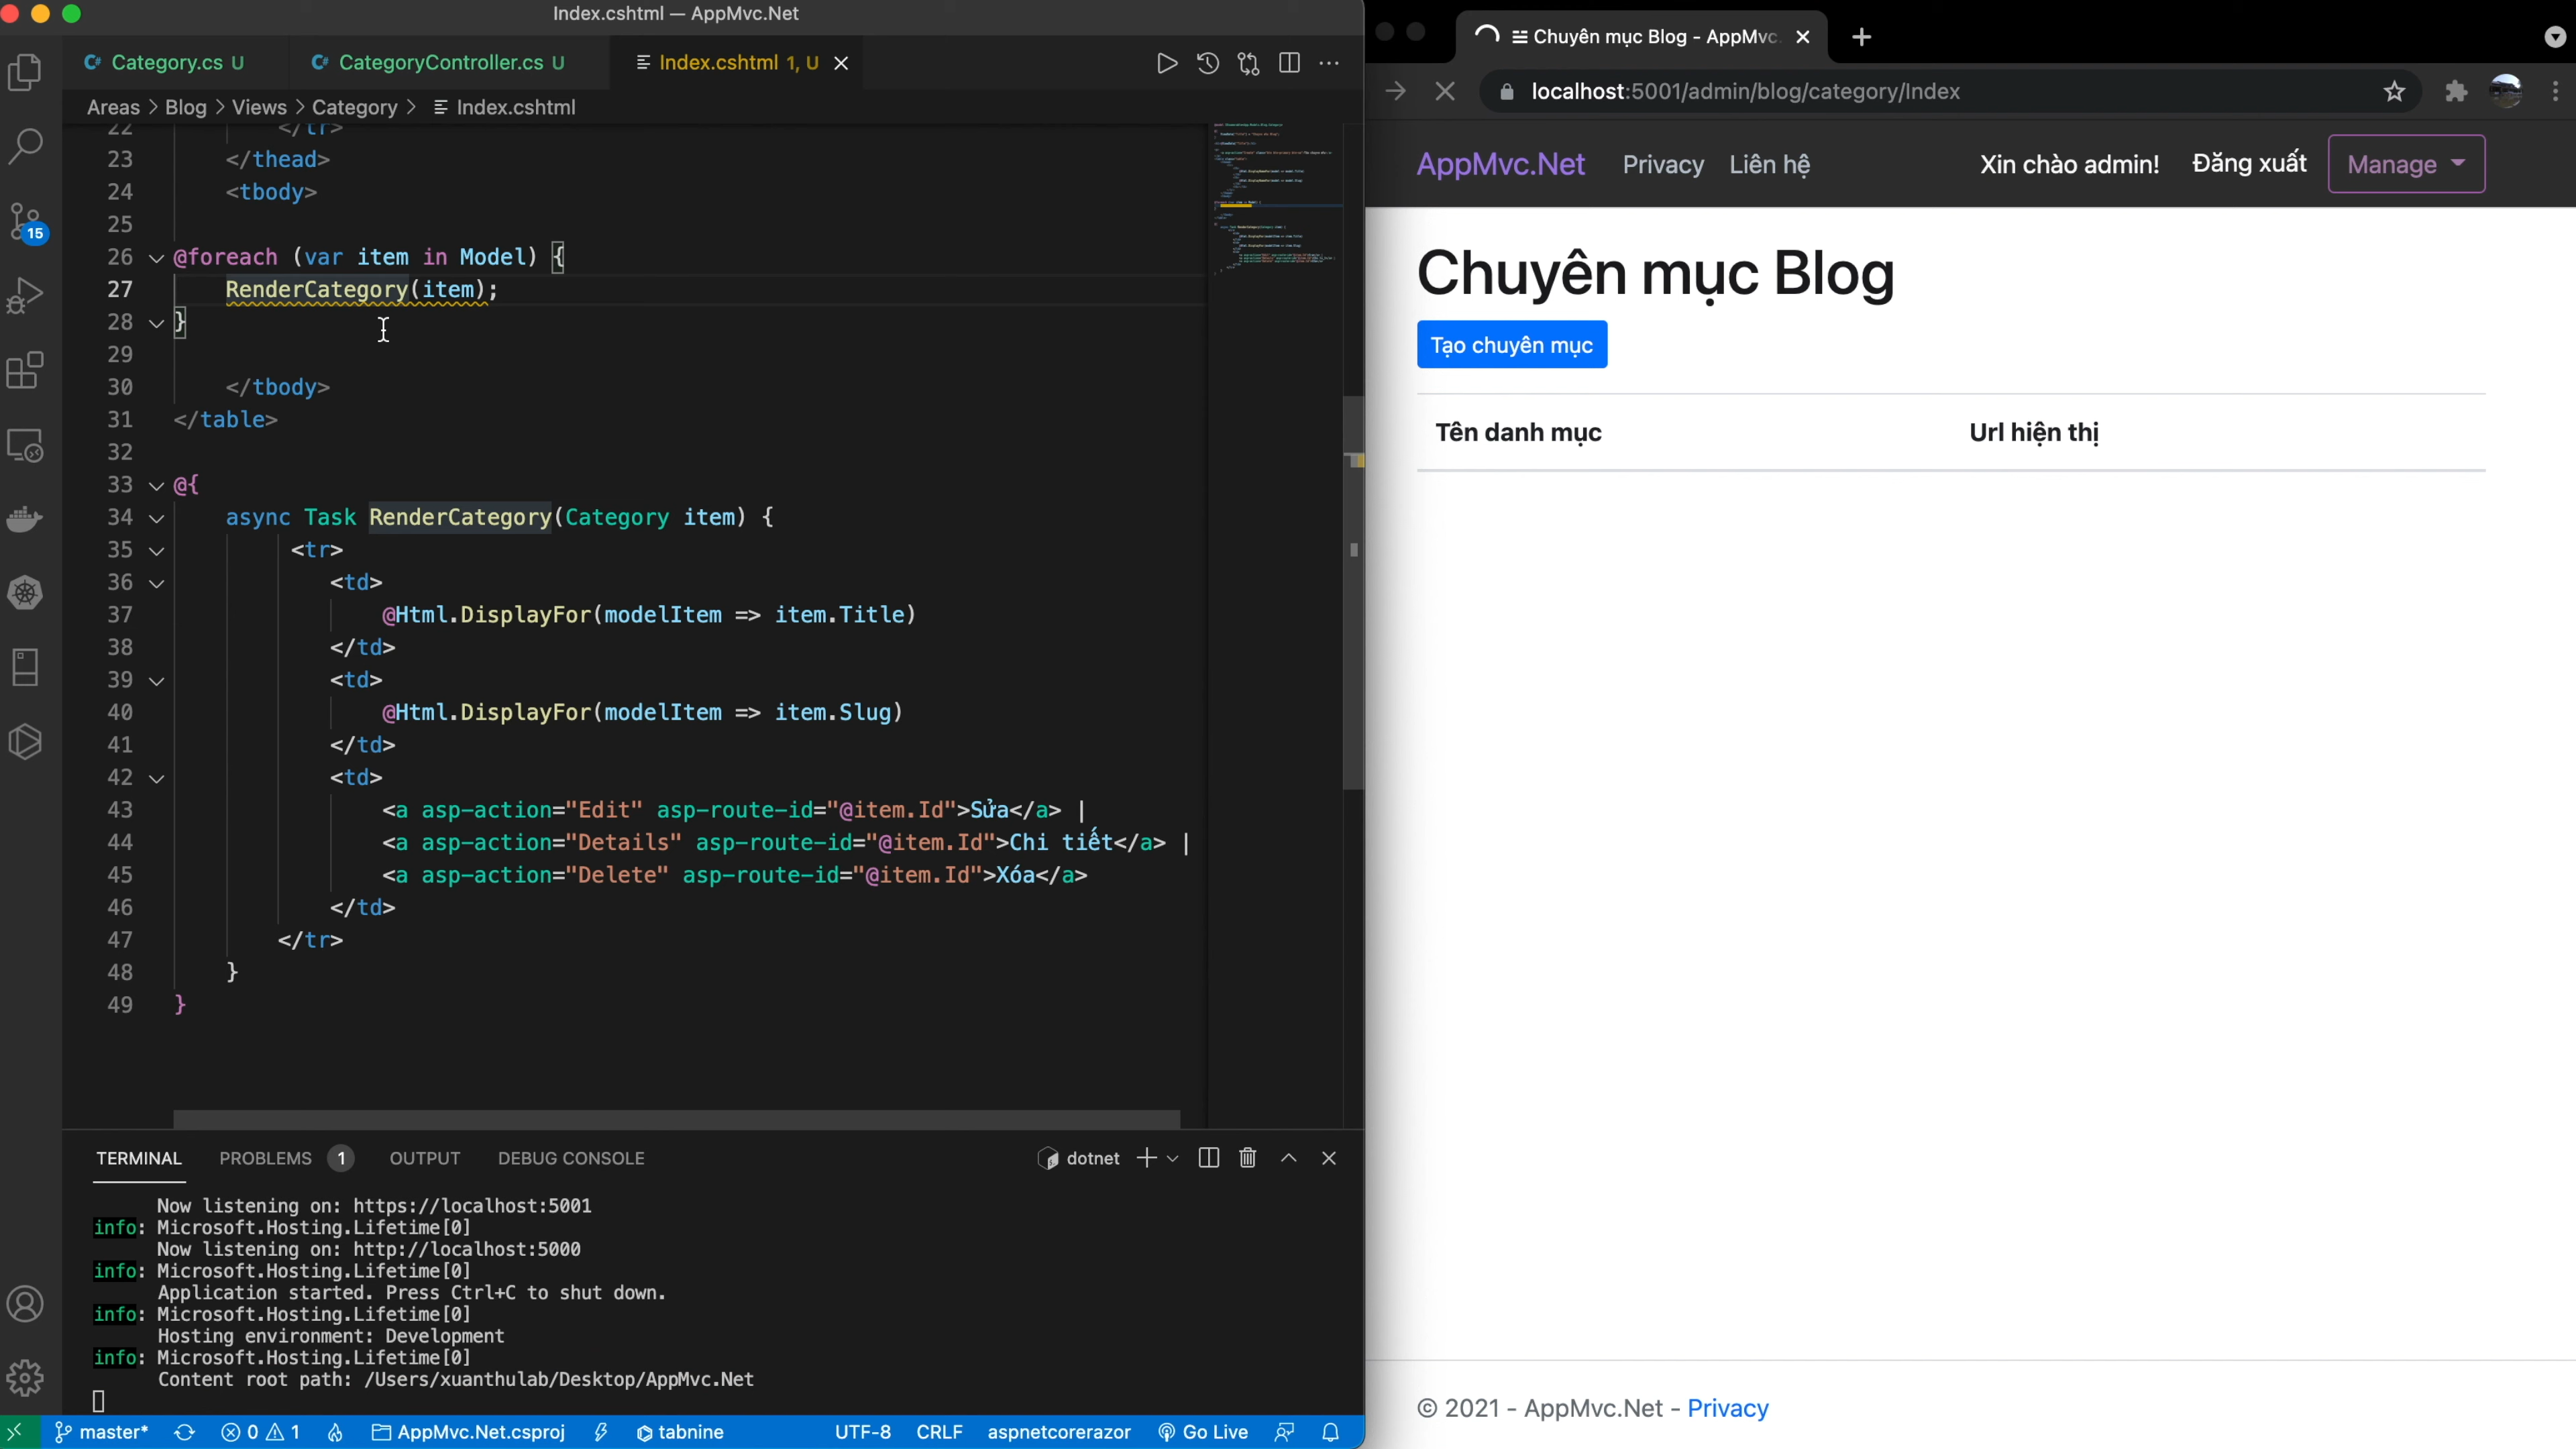 Index.cshtml — AppMvc.Net
Category.cs U
CategoryController.cs U
Index.cshtml 1, U
Areas > Blog > Views > Category > Index.cshtml
22 </tr>
23 </thead>
24 <tbody>
25
26 @foreach (var item in Model) {
27 RenderCategory(item);
28 }
29
30 </tbody>
31 </table>
32
33 @{
34 async Task RenderCategory(Category item) {
35 <tr>
36 <td>
37 @Html.DisplayFor(modelItem => item.Title)
38 </td>
39 <td>
40 @Html.DisplayFor(modelItem => item.Slug)
41 </td>
42 <td>
43 <a asp-action="Edit" asp-route-id="@item.Id">Sửa</a> |
44 <a asp-action="Details" asp-route-id="@item.Id">Chi tiết</a> |
45 <a asp-action="Delete" asp-route-id="@item.Id">Xóa</a>
46 </td>
47 </tr>
48 }
49 }
15
TERMINAL PROBLEMS 1 OUTPUT DEBUG CONSOLE dotnet
Now listening on: https://localhost:5001
info: Microsoft.Hosting.Lifetime[0]
Now listening on: http://localhost:5000
info: Microsoft.Hosting.Lifetime[0]
Application started. Press Ctrl+C to shut down.
info: Microsoft.Hosting.Lifetime[0]
Hosting environment: Development
info: Microsoft.Hosting.Lifetime[0]
Content root path: /Users/xuanthulab/Desktop/AppMvc.Net
master* 0 1 AppMvc.Net.csproj tabnine UTF-8 CRLF aspnetcorerazor Go Live
Chuyên mục Blog - AppMvc.
localhost:5001/admin/blog/category/Index
AppMvc.Net Privacy Liên hệ Xin chào admin! Đăng xuất Manage
Chuyên mục Blog
Tạo chuyên mục
Tên danh mục Url hiện thị
© 2021 - AppMvc.Net - Privacy